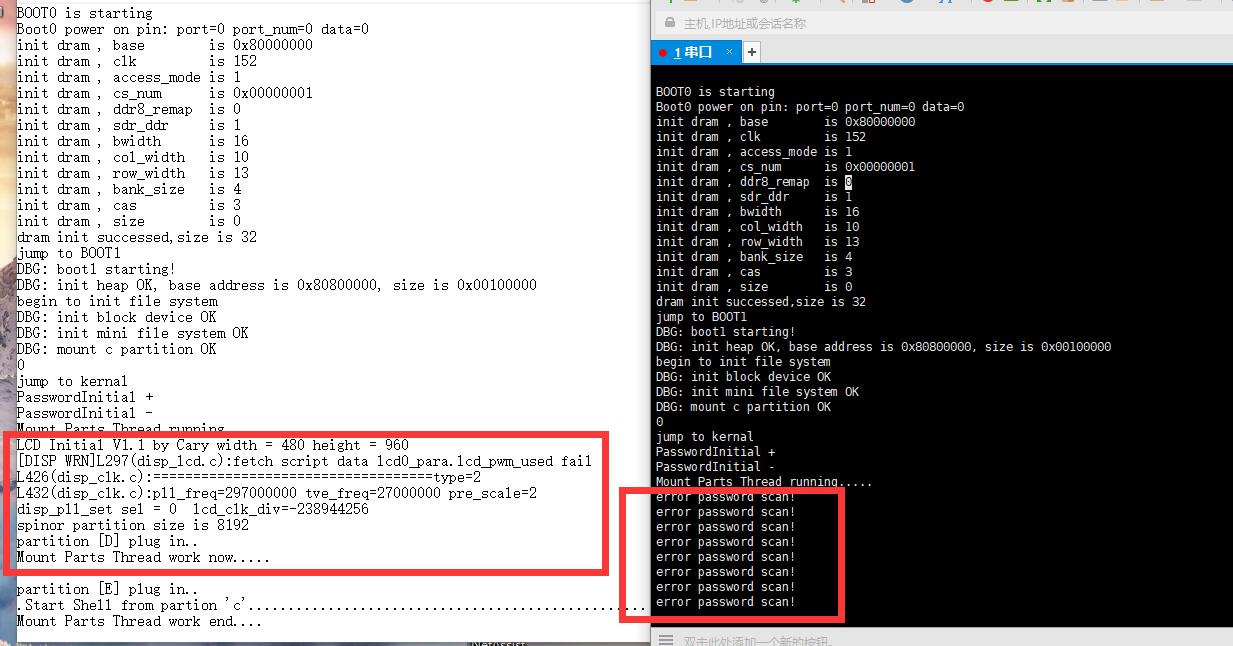 BOOT0 is starting
Boot0 power on pin: port=0 port_num=0 data=0
init dram , base is 0x80000000
init dram , clk is 152
init dram , access_mode is 1
init dram , cs_num is 0x00000001
init dram , ddr8_remap is 0
init dram , sdr_ddr is 1
init dram , bwidth is 16
init dram , col_width is 10
init dram , row_width is 13
init dram , bank_size is 4
init dram , cas is 3
init dram , size is 0
dram init successed,size is 32
jump to BOOT1
DBG: boot1 starting!
DBG: init heap OK, base address is 0x80800000, size is 0x00100000
begin to init file system
DBG: init block device OK
DBG: init mini file system OK
DBG: mount c partition OK
0
jump to kernal
PasswordInitial +
PasswordInitial -
Mount Parts Thread running
LCD Initial V1.1 by Cary width = 480 height = 960
[DISP WRN]L297(disp_lcd.c):fetch script data lcd0_para.lcd_pwm_used fail
L426(disp_clk.c):===================================type=2
L432(disp_clk.c):pll_freq=297000000 tve_freq=27000000 pre_scale=2
disp_pll_set sel = 0 lcd_clk_div=-238944256
spinor partition size is 8192
partition [D] plug in..
Mount Parts Thread work now.....
partition [E] plug in..
.Start Shell from partion 'c'..................................................
Mount Parts Thread work end....
NetAssist
主机,IP地址或会话名称
1 串口 × +
BOOT0 is starting
Boot0 power on pin: port=0 port_num=0 data=0
init dram , base is 0x80000000
init dram , clk is 152
init dram , access_mode is 1
init dram , cs_num is 0x00000001
init dram , ddr8_remap is 0
init dram , sdr_ddr is 1
init dram , bwidth is 16
init dram , col_width is 10
init dram , row_width is 13
init dram , bank_size is 4
init dram , cas is 3
init dram , size is 0
dram init successed,size is 32
jump to BOOT1
DBG: boot1 starting!
DBG: init heap OK, base address is 0x80800000, size is 0x00100000
begin to init file system
DBG: init block device OK
DBG: init mini file system OK
DBG: mount c partition OK
0
jump to kernal
PasswordInitial +
PasswordInitial -
Mount Parts Thread running.....
error password scan!
error password scan!
error password scan!
error password scan!
error password scan!
error password scan!
error password scan!
error password scan!
双击此处添加一个新的按钮。